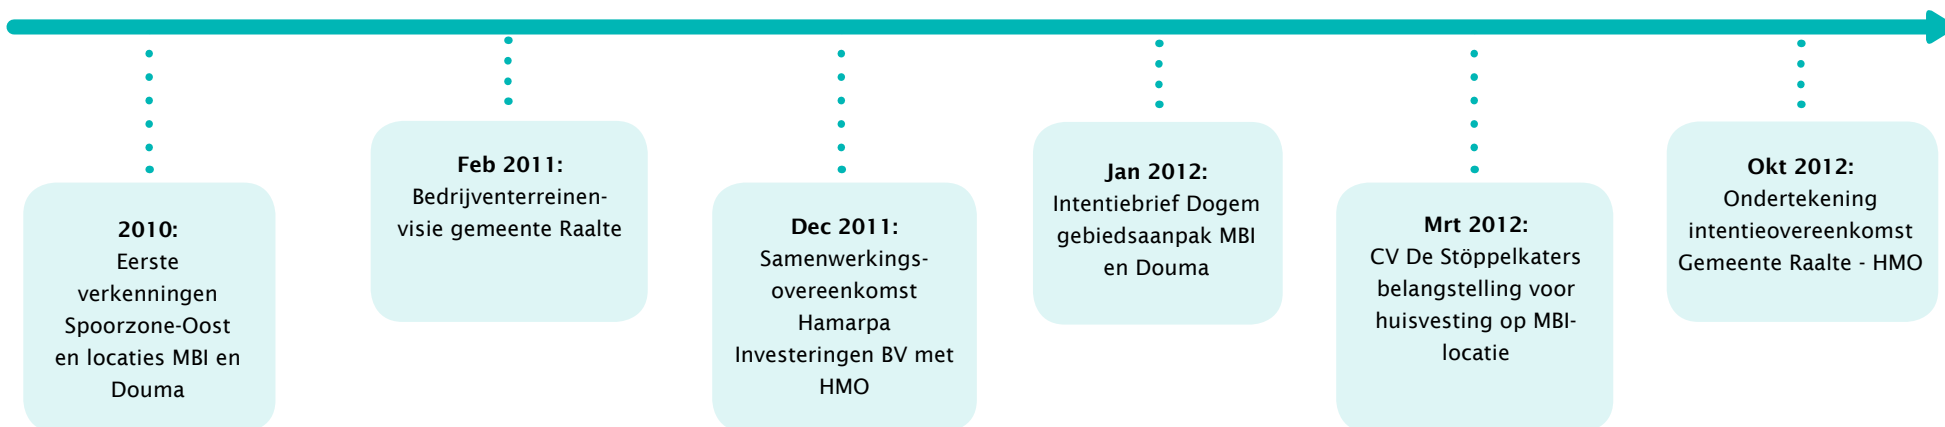 2010:
Eerste
verkenningen
Spoorzone-Oost
en locaties MBI en
Douma
Feb 2011:
Bedrijventerreinen-
visie gemeente Raalte
Dec 2011:
Samenwerkings-
overeenkomst
Hamarpa
Investeringen BV met
HMO
Jan 2012:
Intentiebrief Dogem
gebiedsaanpak MBI
en Douma
Mrt 2012:
CV De Stöppelkaters
belangstelling voor
huisvesting op MBI-
locatie
Okt 2012:
Ondertekening
intentieovereenkomst
Gemeente Raalte - HMO